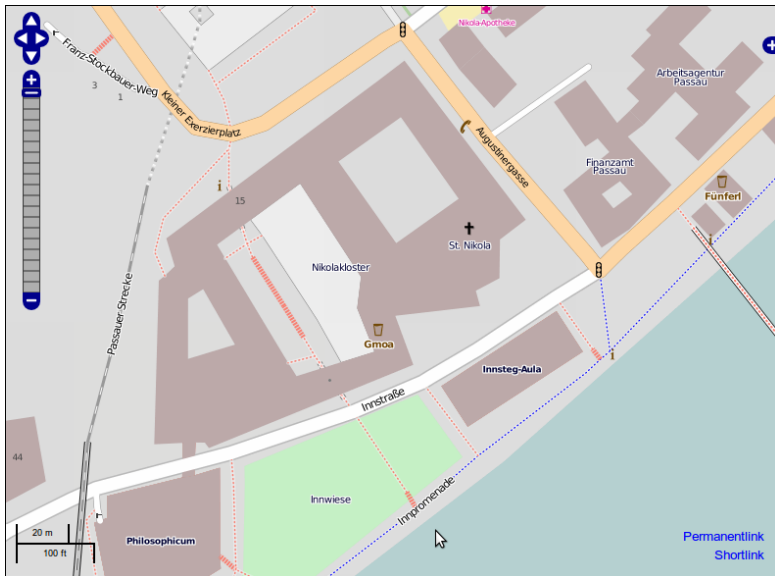 Nikola-Apotheke
Franz-Stockbauer-Weg
3
1
Kleiner Exerzierplatz
Arbeitsagentur
Passau
Augustinergasse
Finanzamt
Passau
Fünferl
15
St. Nikola
Nikolakloster
Passauer-Strecke
Gmoa
Innsteg-Aula
Innstraße
44
Innwiese
Innpromenade
Philosophicum
20 m
100 ft
Permanentlink
Shortlink